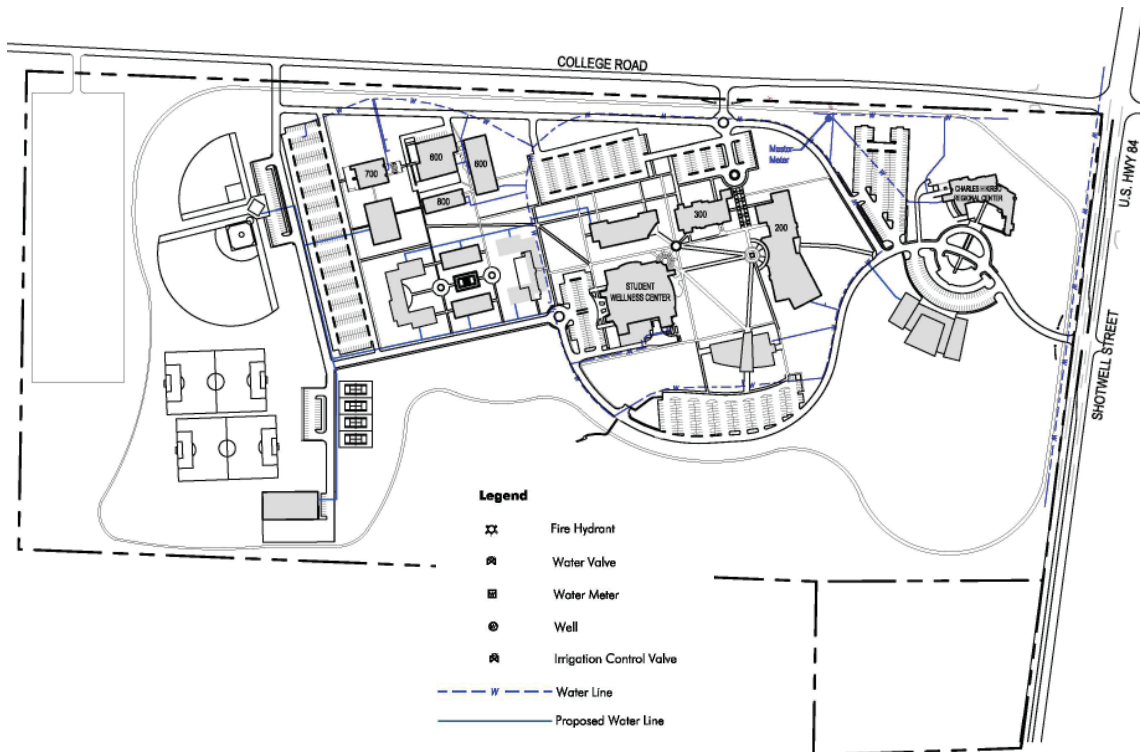 COLLEGE ROAD
U.S. HWY 84
SHOTWELL STREET
Master
Meter
700
600
600
800
300
200
CHARLES H KIRBO
REGIONAL CENTER
STUDENT
WELLNESS CENTER
Legend
Fire Hydrant
Water Valve
Water Meter
Well
Irrigation Control Valve
W Water Line
Proposed Water Line